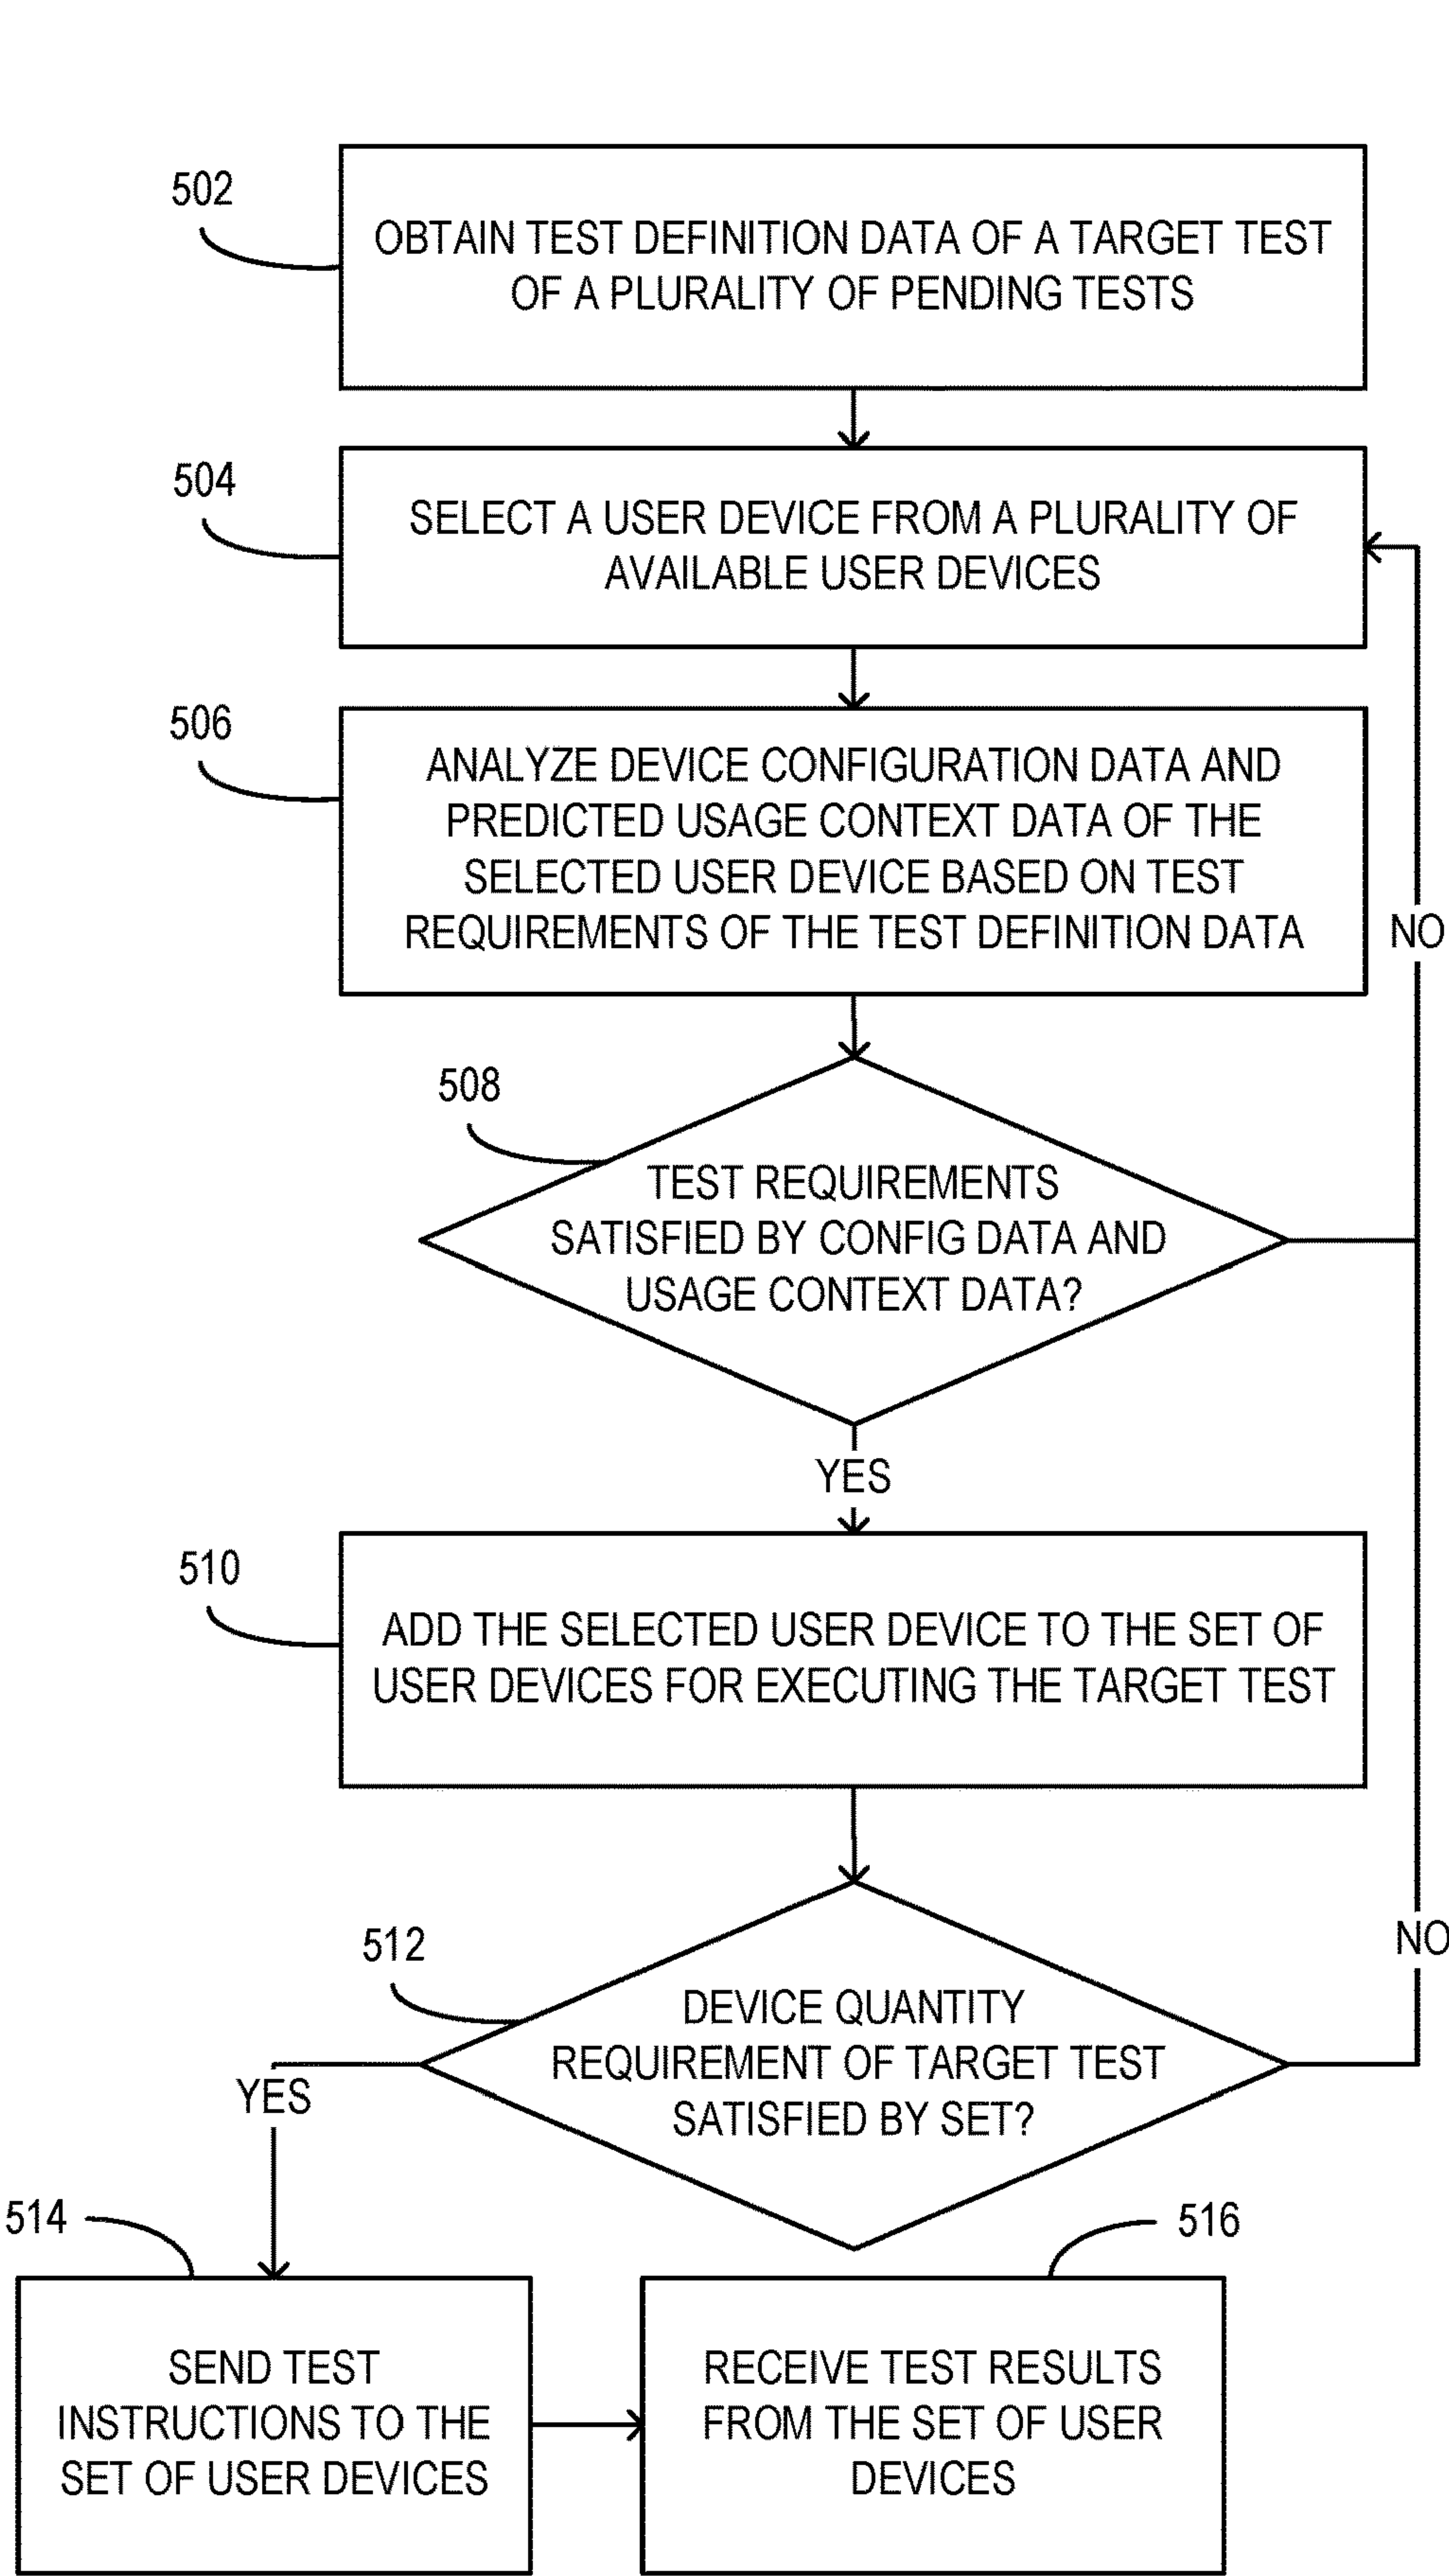 502
OBTAIN TEST DEFINITION DATA OF A TARGET TEST
OF A PLURALITY OF PENDING TESTS
504
SELECT A USER DEVICE FROM A PLURALITY OF
AVAILABLE USER DEVICES
506
ANALYZE DEVICE CONFIGURATION DATA AND
PREDICTED USAGE CONTEXT DATA OF THE
SELECTED USER DEVICE BASED ON TEST
REQUIREMENTS OF THE TEST DEFINITION DATA
NO
508
TEST REQUIREMENTS
SATISFIED BY CONFIG DATA AND
USAGE CONTEXT DATA?
YES
510
ADD THE SELECTED USER DEVICE TO THE SET OF
USER DEVICES FOR EXECUTING THE TARGET TEST
NO
512
DEVICE QUANTITY
REQUIREMENT OF TARGET TEST
SATISFIED BY SET?
YES
514
SEND TEST
INSTRUCTIONS TO THE
SET OF USER DEVICES
516
RECEIVE TEST RESULTS
FROM THE SET OF USER
DEVICES